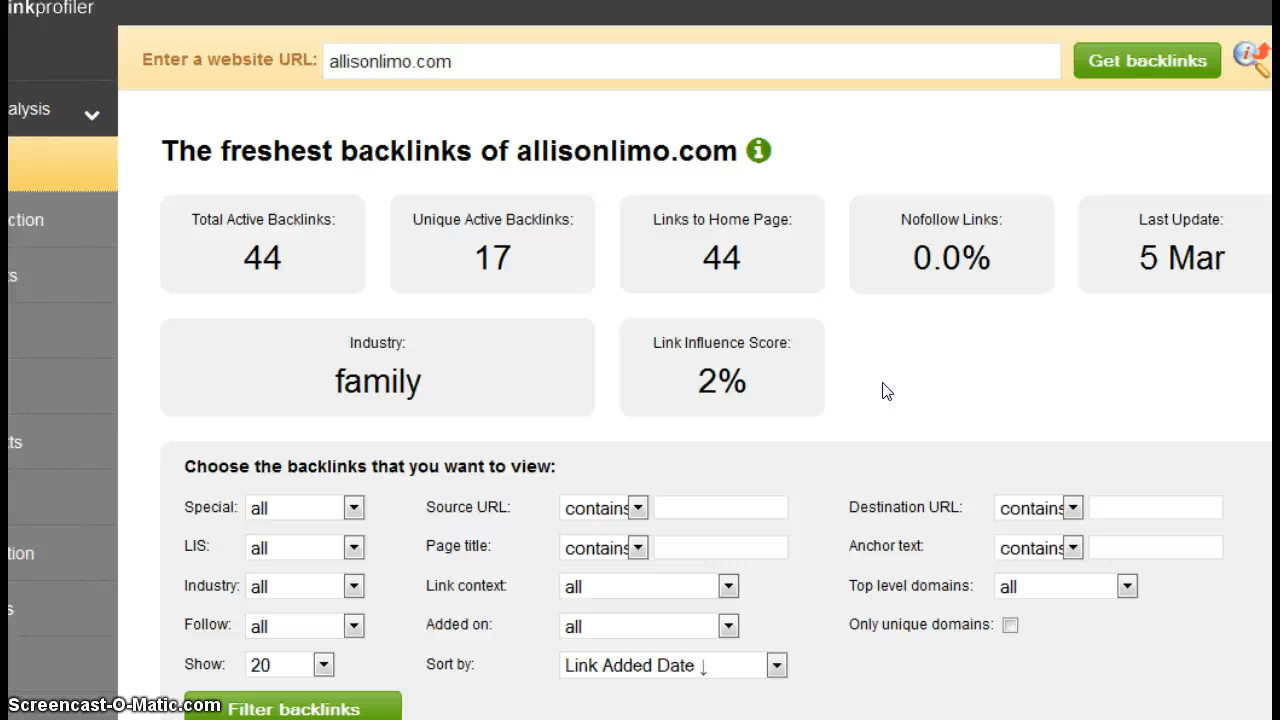 inkprofiler
Enter a website URL: allisonlimo.com Get backlinks
alysis
The freshest backlinks of allisonlimo.com
Total Active Backlinks: Unique Active Backlinks: Links to Home Page: Nofollow Links: Last Update:
44 17 44 0.0% 5 Mar
ction
s
Industry: Link Influence Score:
family 2%
ts
Choose the backlinks that you want to view:
Special: all Source URL: contains Destination URL: contains
LIS: all Page title: contains Anchor text: contains
tion
Industry: all Link context: all Top level domains: all
s
Follow: all Added on: all Only unique domains:
Show: 20 Sort by: Link Added Date ↓
Filter backlinks
Screencast-O-Matic.com